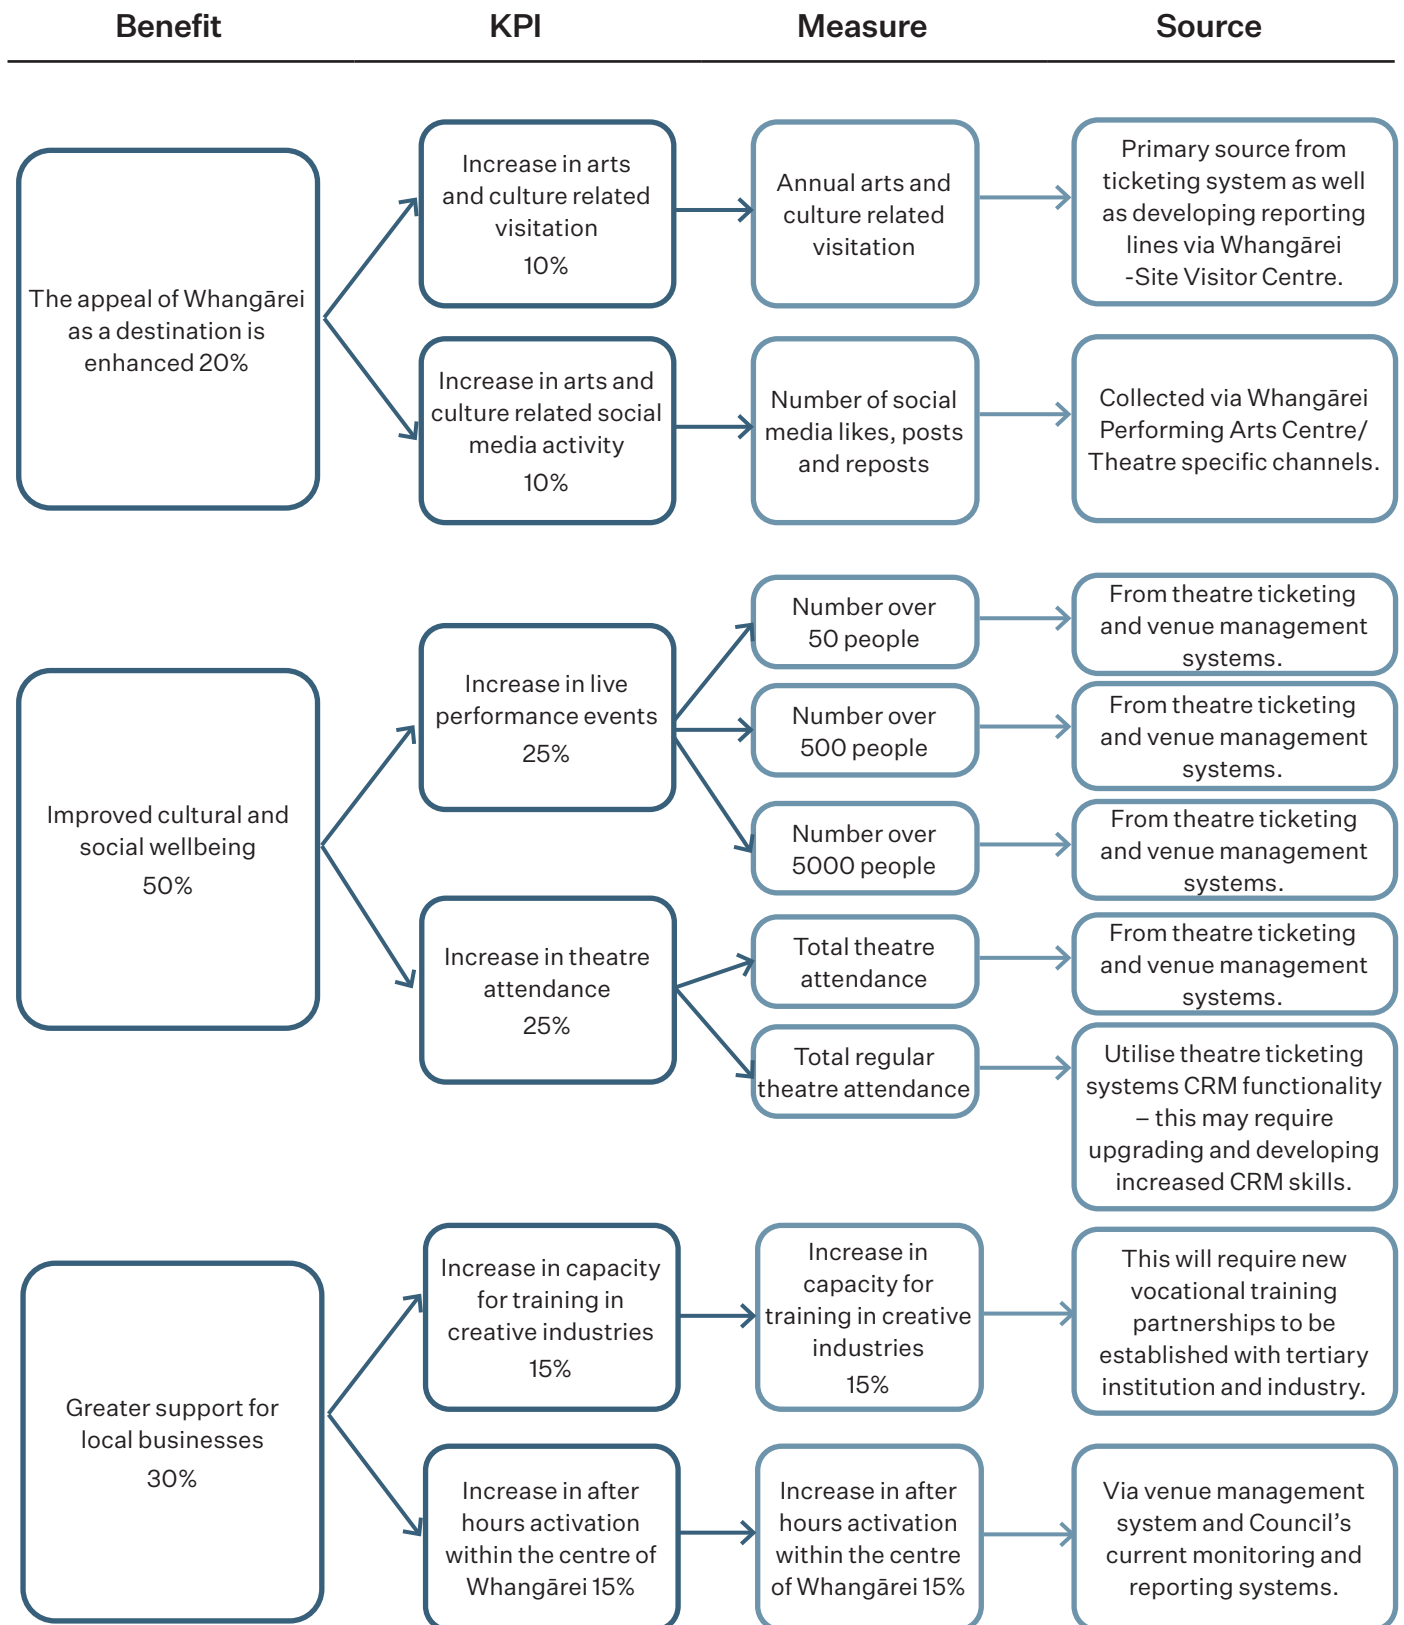 Benefit
KPI
Measure
Source
The appeal of Whangārei
as a destination is
enhanced 20%
Increase in arts
and culture related
visitation
10%
Annual arts and
culture related
visitation
Primary source from
ticketing system as well
as developing reporting
lines via Whangārei
-Site Visitor Centre.
Increase in arts and
culture related social
media activity
10%
Number of social
media likes, posts
and reposts
Collected via Whangārei
Performing Arts Centre/
Theatre specific channels.
Improved cultural and
social wellbeing
50%
Increase in live
performance events
25%
Number over
50 people
From theatre ticketing
and venue management
systems.
Number over
500 people
From theatre ticketing
and venue management
systems.
Number over
5000 people
From theatre ticketing
and venue management
systems.
Increase in theatre
attendance
25%
Total theatre
attendance
From theatre ticketing
and venue management
systems.
Total regular
theatre attendance
Utilise theatre ticketing
systems CRM functionality
– this may require
upgrading and developing
increased CRM skills.
Greater support for
local businesses
30%
Increase in capacity
for training in
creative industries
15%
Increase in
capacity for
training in creative
industries
15%
This will require new
vocational training
partnerships to be
established with tertiary
institution and industry.
Increase in after
hours activation
within the centre of
Whangārei 15%
Increase in after
hours activation
within the centre
of Whangārei 15%
Via venue management
system and Council’s
current monitoring and
reporting systems.